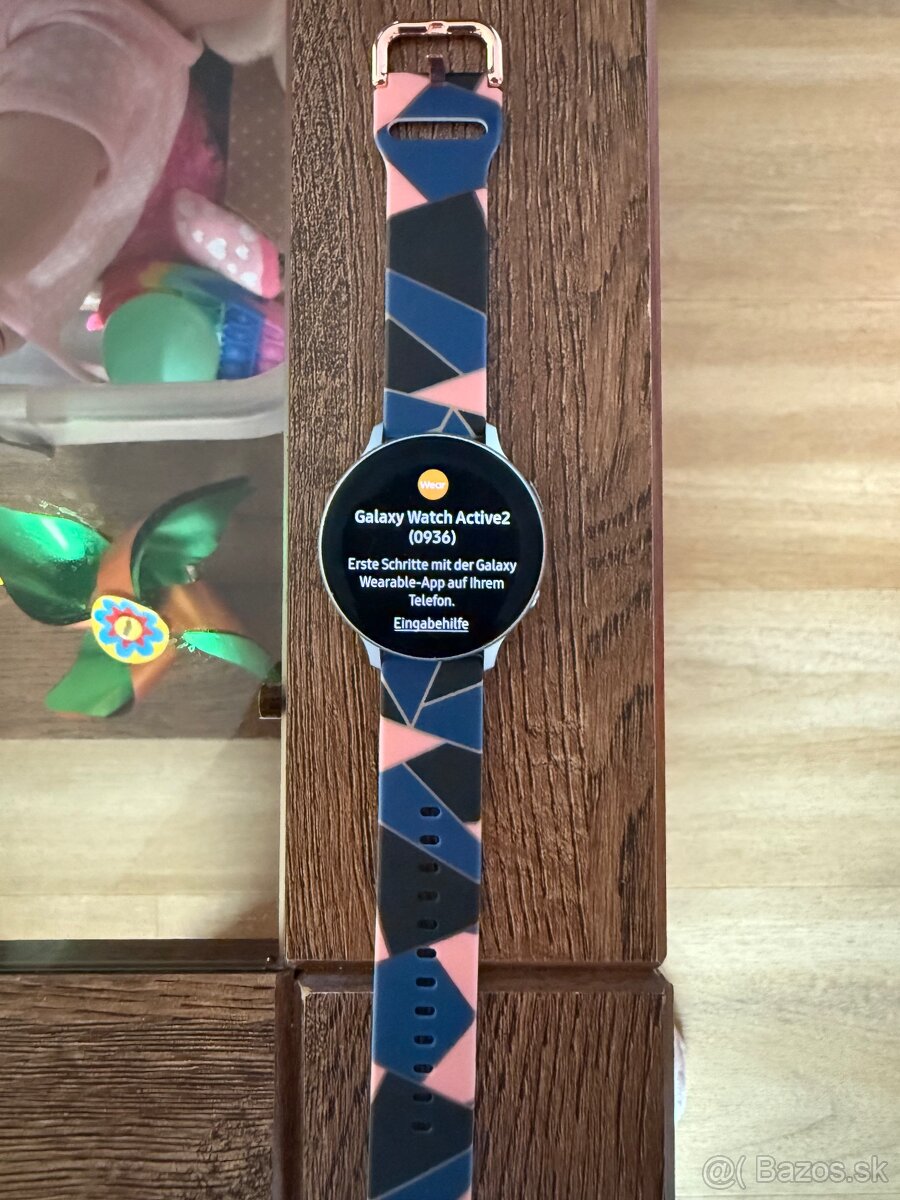 Wear
Galaxy Watch Active2
(0936)
Erste Schritte mit der Galaxy
Wearable-App auf Ihrem
Telefon.
Eingabehilfe
@( Bazos.sk